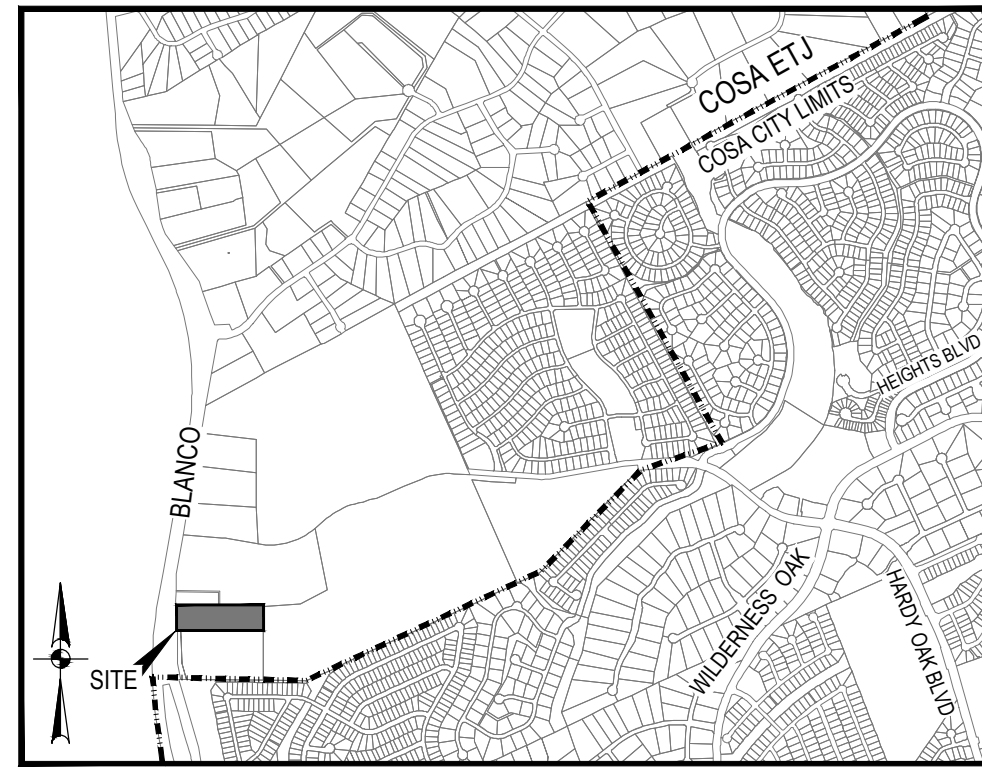 COSA ETJ
COSA CITY LIMITS
HEIGHTS BLVD
BLANCO
WILDERNESS OAK
HARDY OAK BLVD
SITE